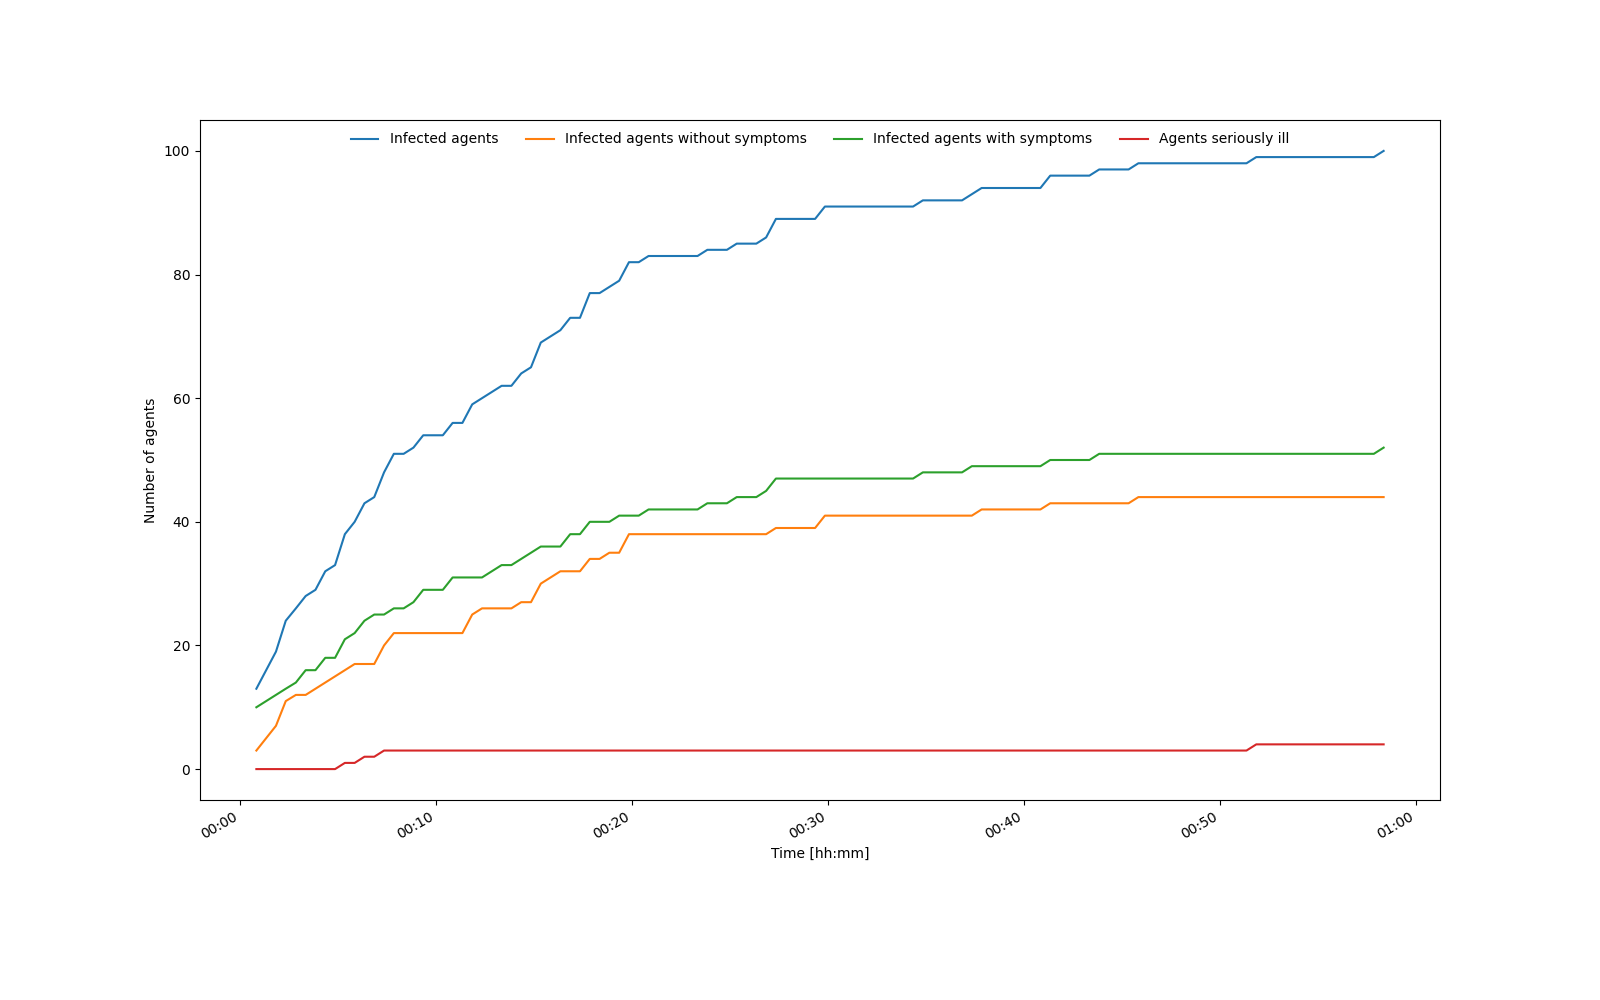 Infected agents Infected agents without symptoms Infected agents with symptoms Agents seriously ill
100
80
60
40
20
0
Number of agents
00:00 00:10 00:20 00:30 00:40 00:50 01:00
Time [hh:mm]